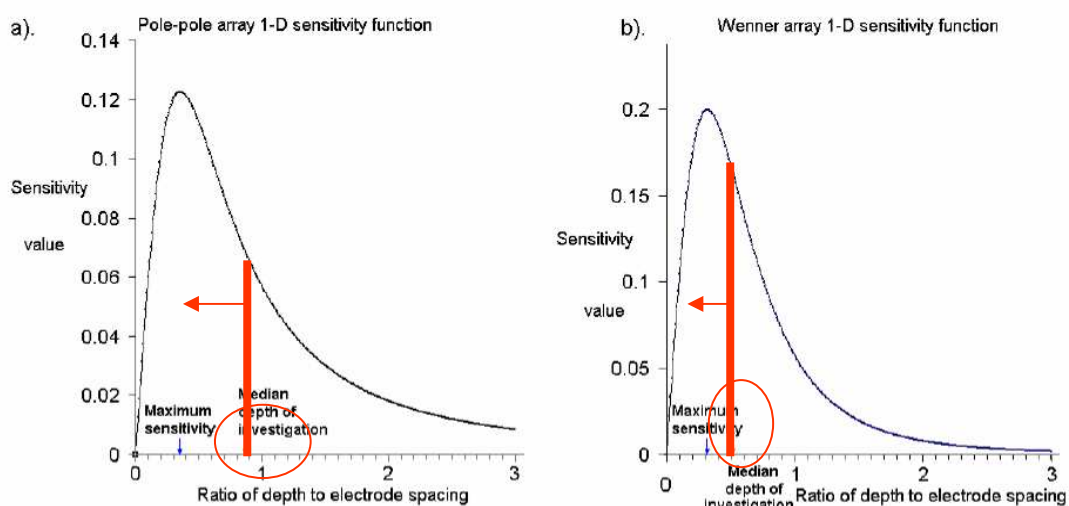 a).
Pole-pole array 1-D sensitivity function
0.14
0.12
0.1
Sensitivity
0.08
value
0.06
0.04
0.02
0
Maximum
sensitivity
Median
depth of
investigation
0
1
2
3
Ratio of depth to electrode spacing
b).
Wenner array 1-D sensitivity function
0.2
0.15
Sensitivity
0.1
value
0.05
0
Maximum
sensitivity
0
1
2
3
Median
depth of
investigation
Ratio of depth to electrode spacing